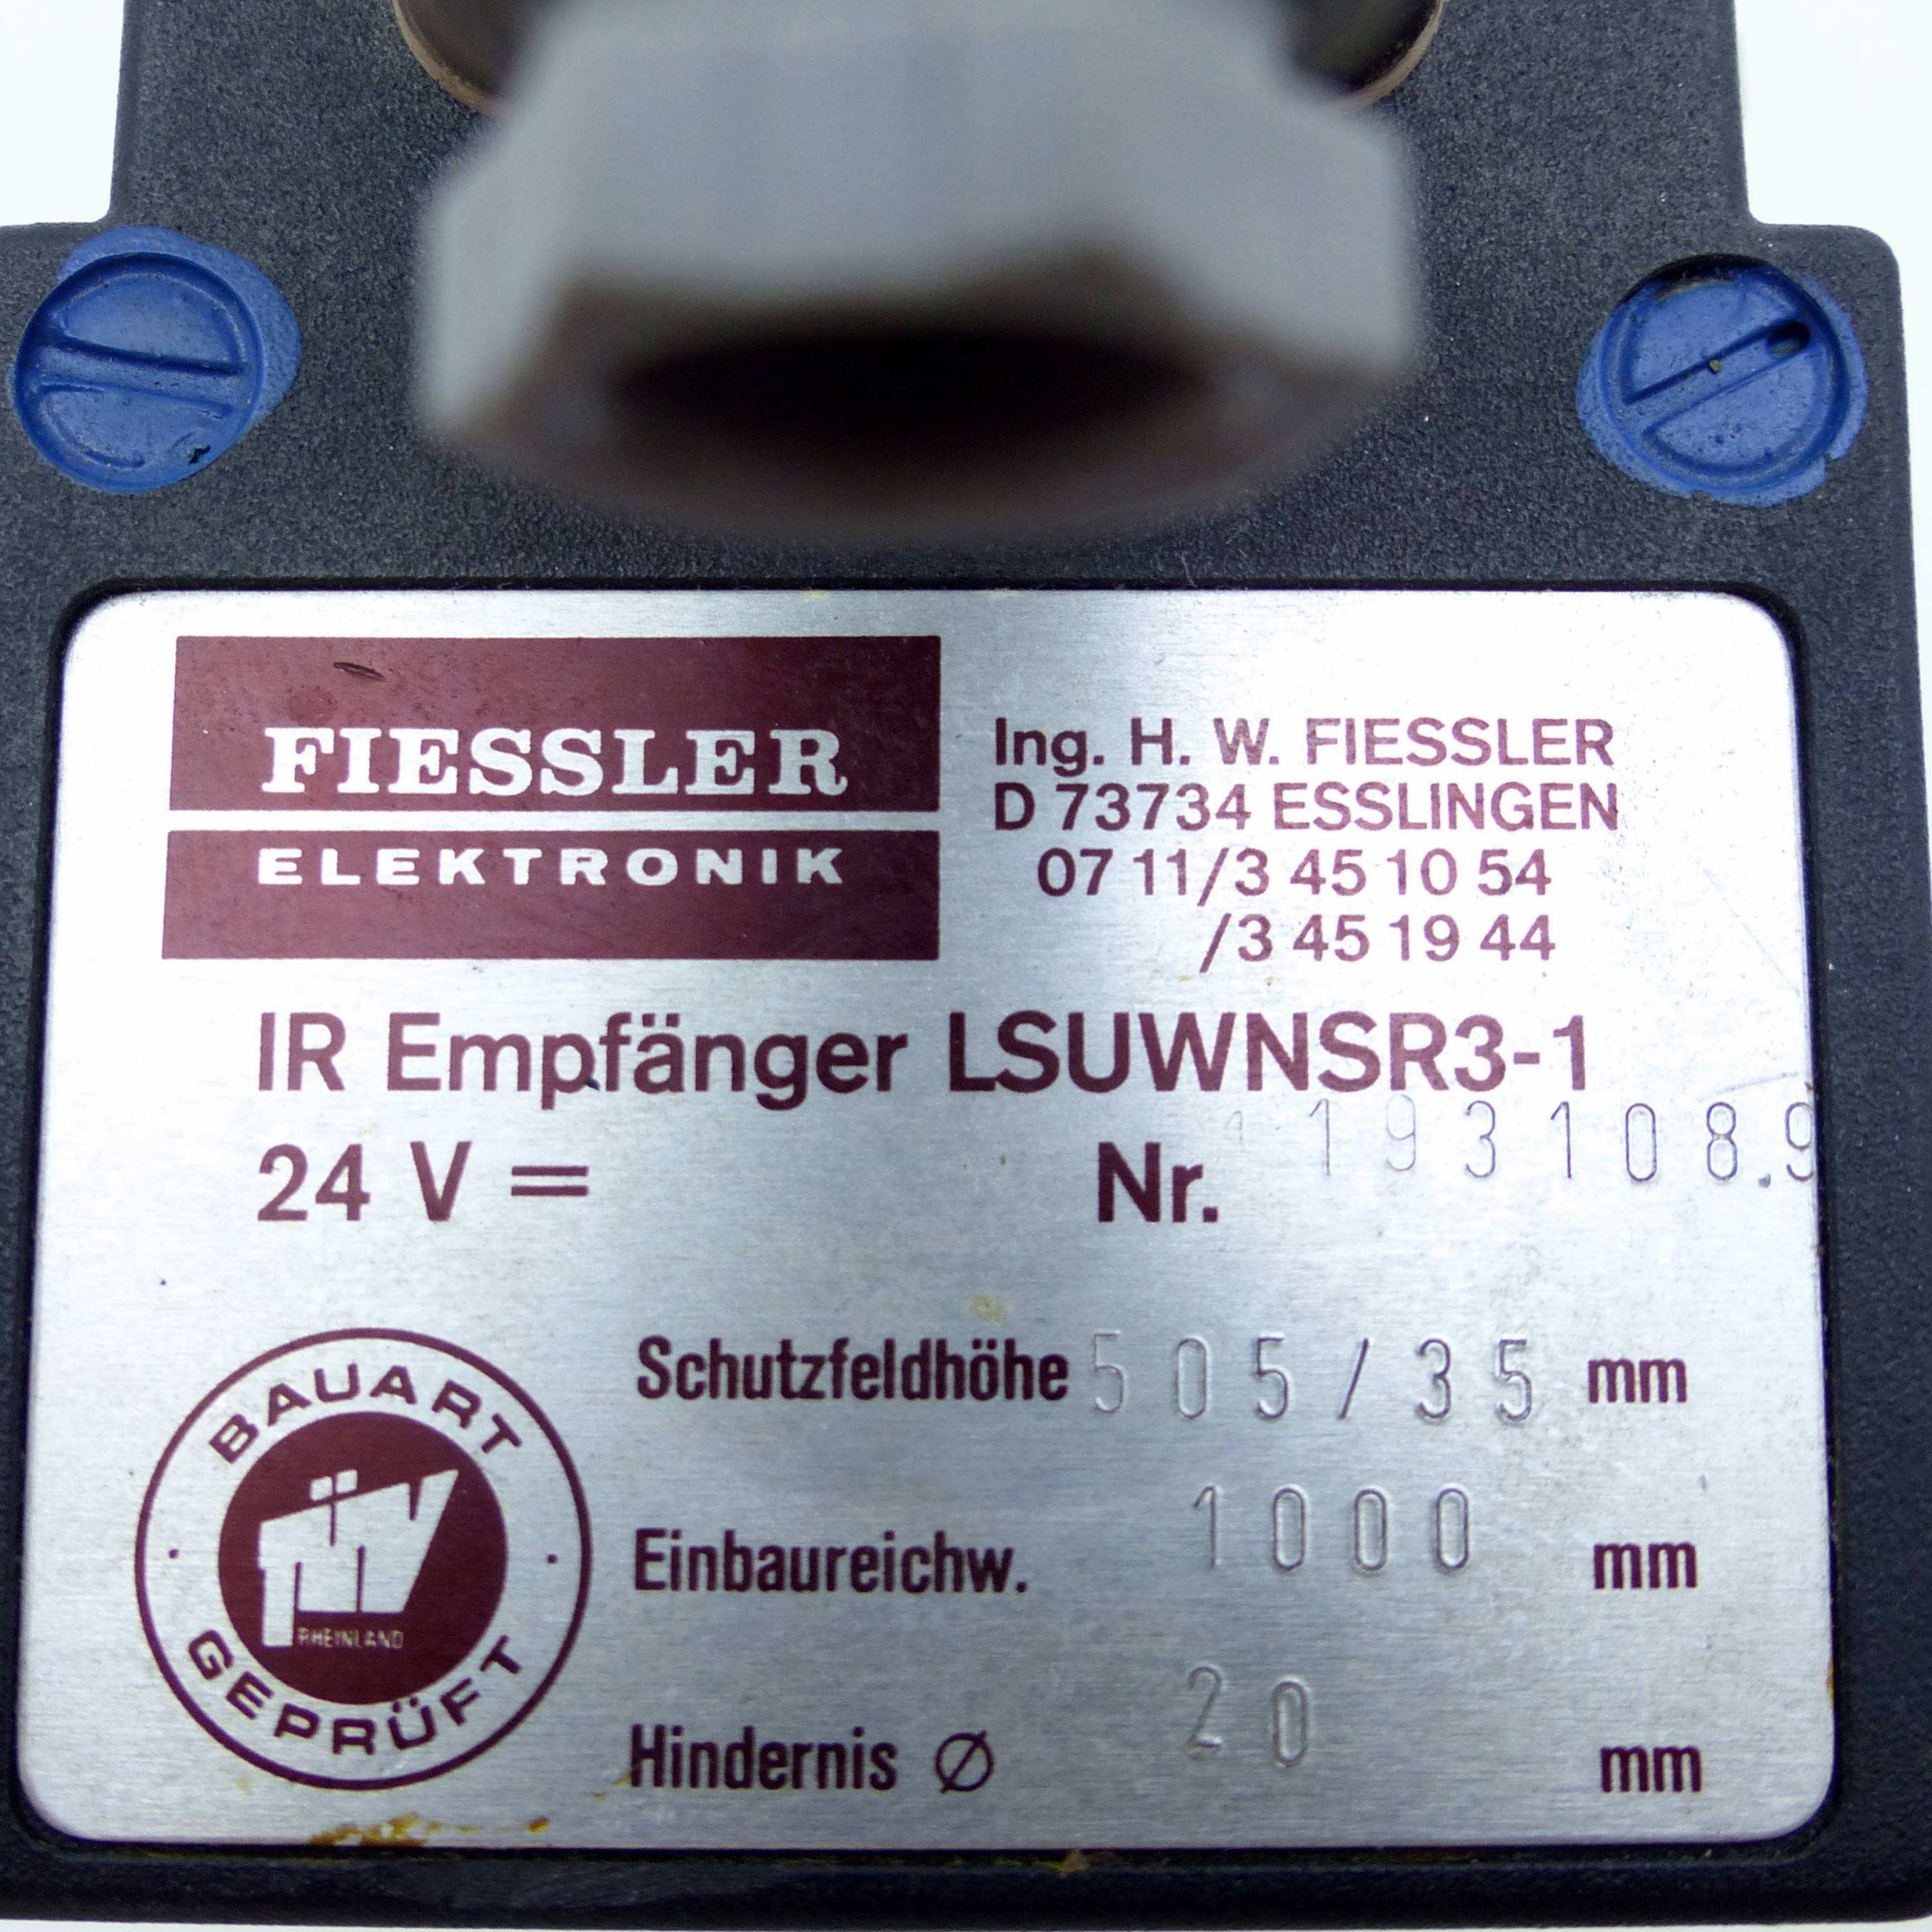 FIESSLER
ELEKTRONIK
Ing. H. W. FIESSLER
D 73734 ESSLINGEN
07 11/3 45 10 54
/3 45 19 44
IR Empfänger LSUWNSR3-1
24 V = Nr. 193108.9
Schutzfeldhöhe 505/35 mm
Einbaureichw. 1000 mm
Hindernis Ø 20 mm
BAUART
TÜV
RHEINLAND
GEPRÜFT